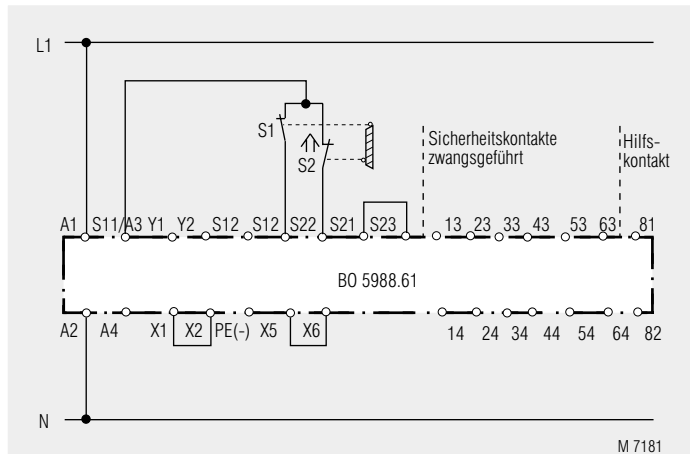 L1
S1
S2
Sicherheitskontakte
zwangsgeführt
Hilfs-
kontakt
A1 S11/A3 Y1 Y2 S12 S12 S22 S21 S23 13 23 33 43 53 63 81
BO 5988.61
A2 A4 X1 X2 PE(-) X5 X6 14 24 34 44 54 64 82
N
M 7181